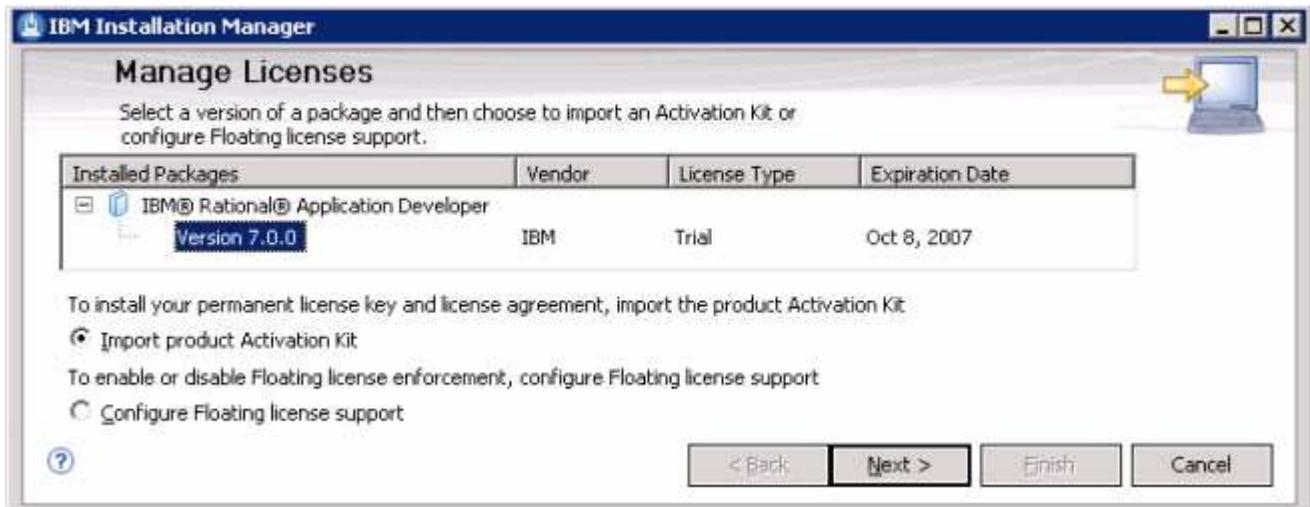 IBM Installation Manager
Manage Licenses
Select a version of a package and then choose to import an Activation Kit or
configure Floating license support.
Installed Packages Vendor License Type Expiration Date
IBM® Rational® Application Developer
Version 7.0.0 IBM Trial Oct 8, 2007
To install your permanent license key and license agreement, import the product Activation Kit
Import product Activation Kit
To enable or disable Floating license enforcement, configure Floating license support
Configure Floating license support
? < Back Next > Finish Cancel